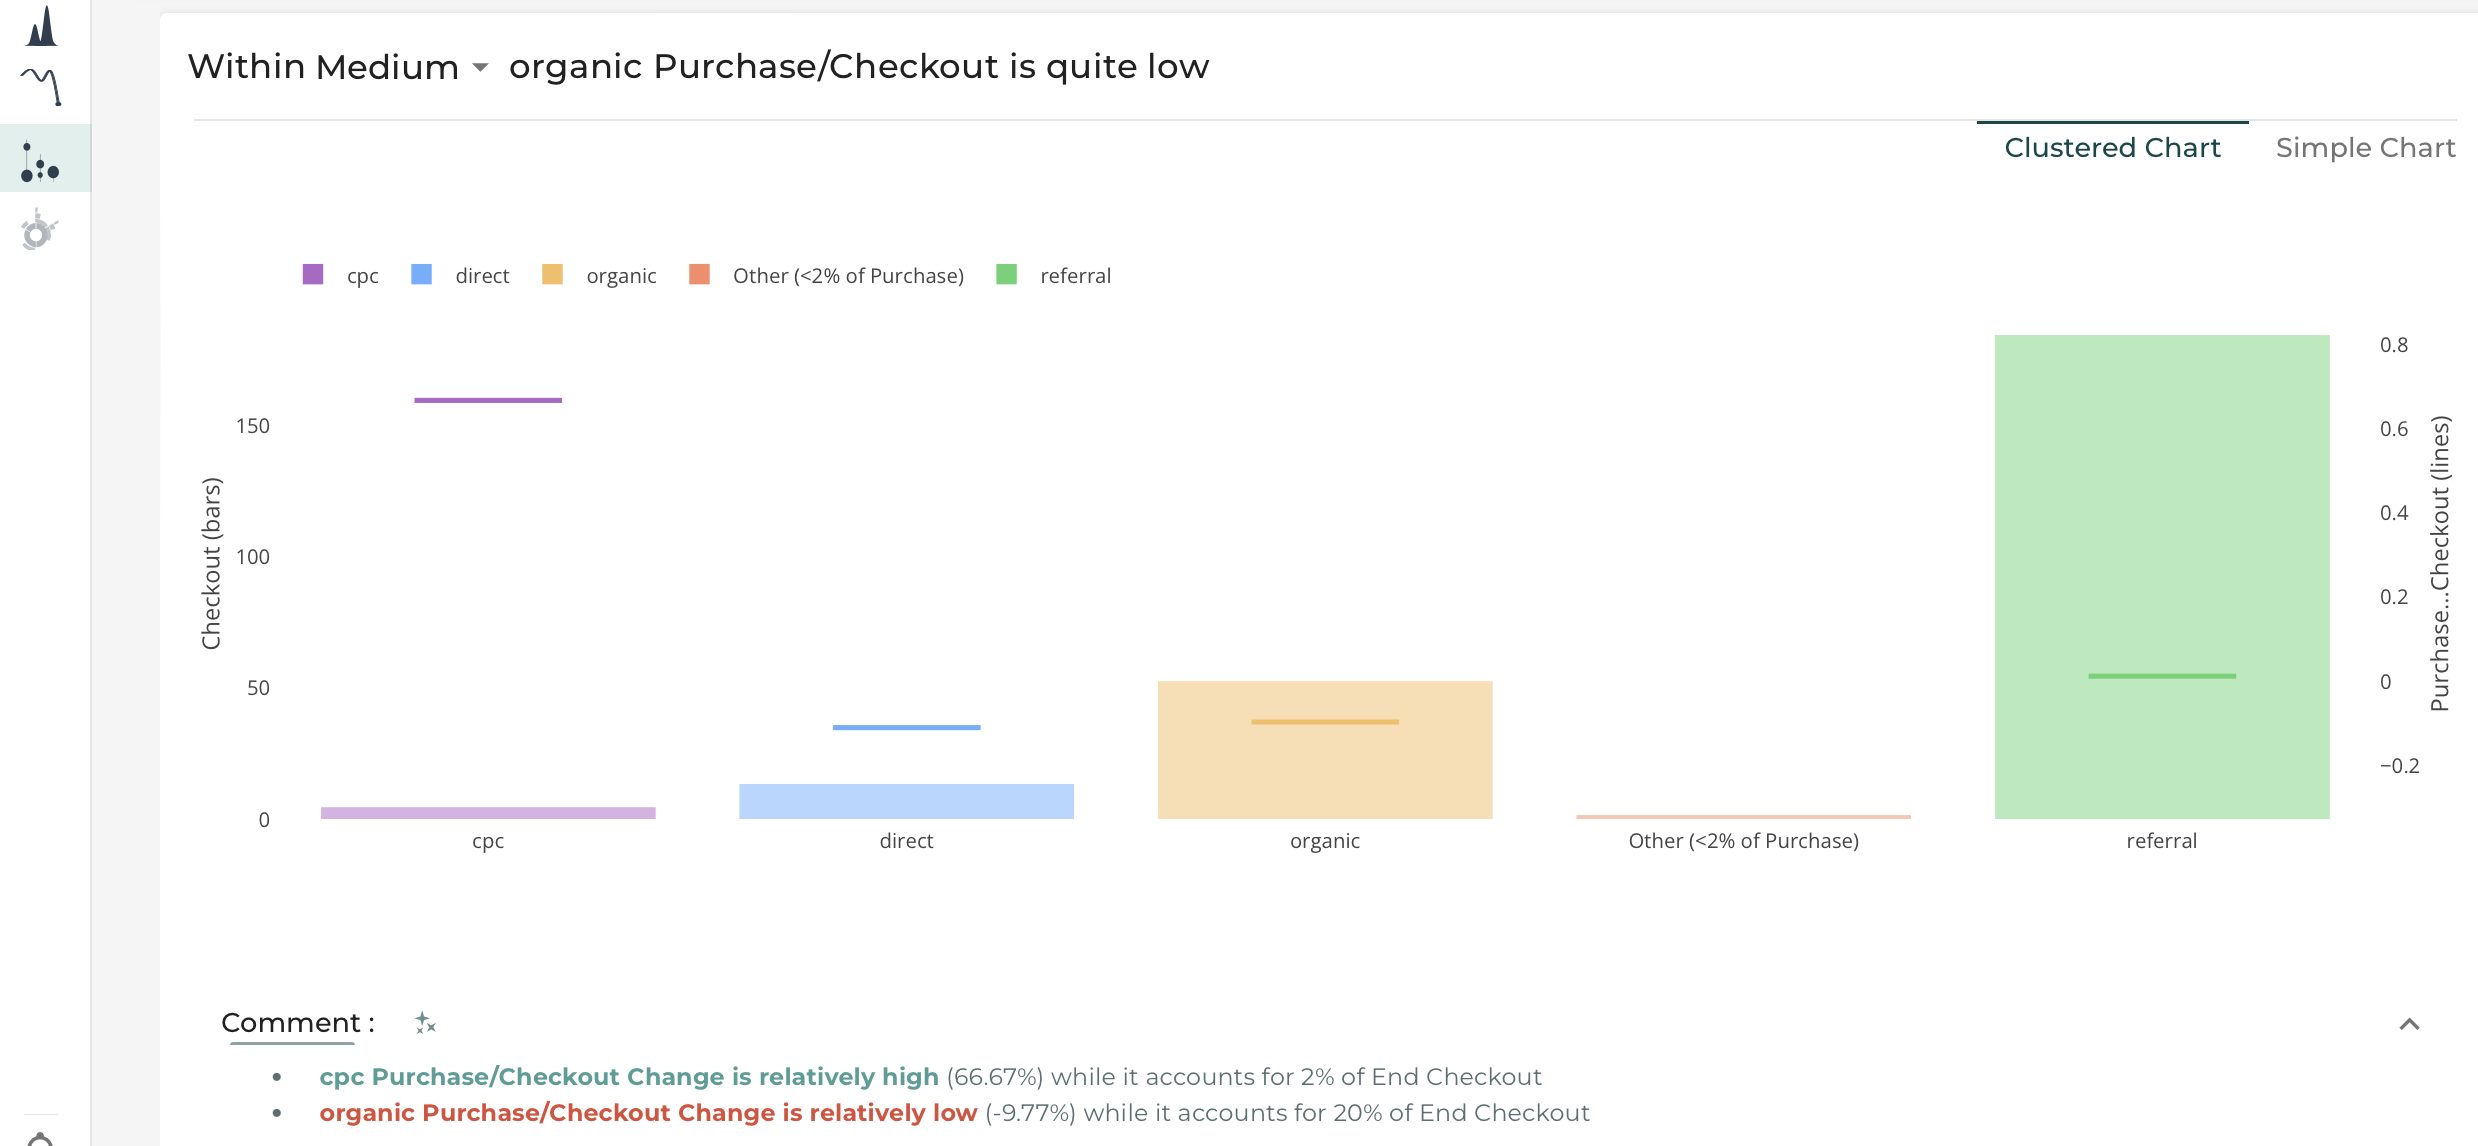 Within Medium organic Purchase/Checkout is quite low
Clustered Chart Simple Chart
cpc direct organic Other (<2% of Purchase) referral
Checkout (bars)
150
100
50
0
cpc direct organic Other (<2% of Purchase) referral
0.8
0.6
0.4
0.2
0
−0.2
Purchase...Checkout (lines)
Comment :
• cpc Purchase/Checkout Change is relatively high (66.67%) while it accounts for 2% of End Checkout
• organic Purchase/Checkout Change is relatively low (-9.77%) while it accounts for 20% of End Checkout